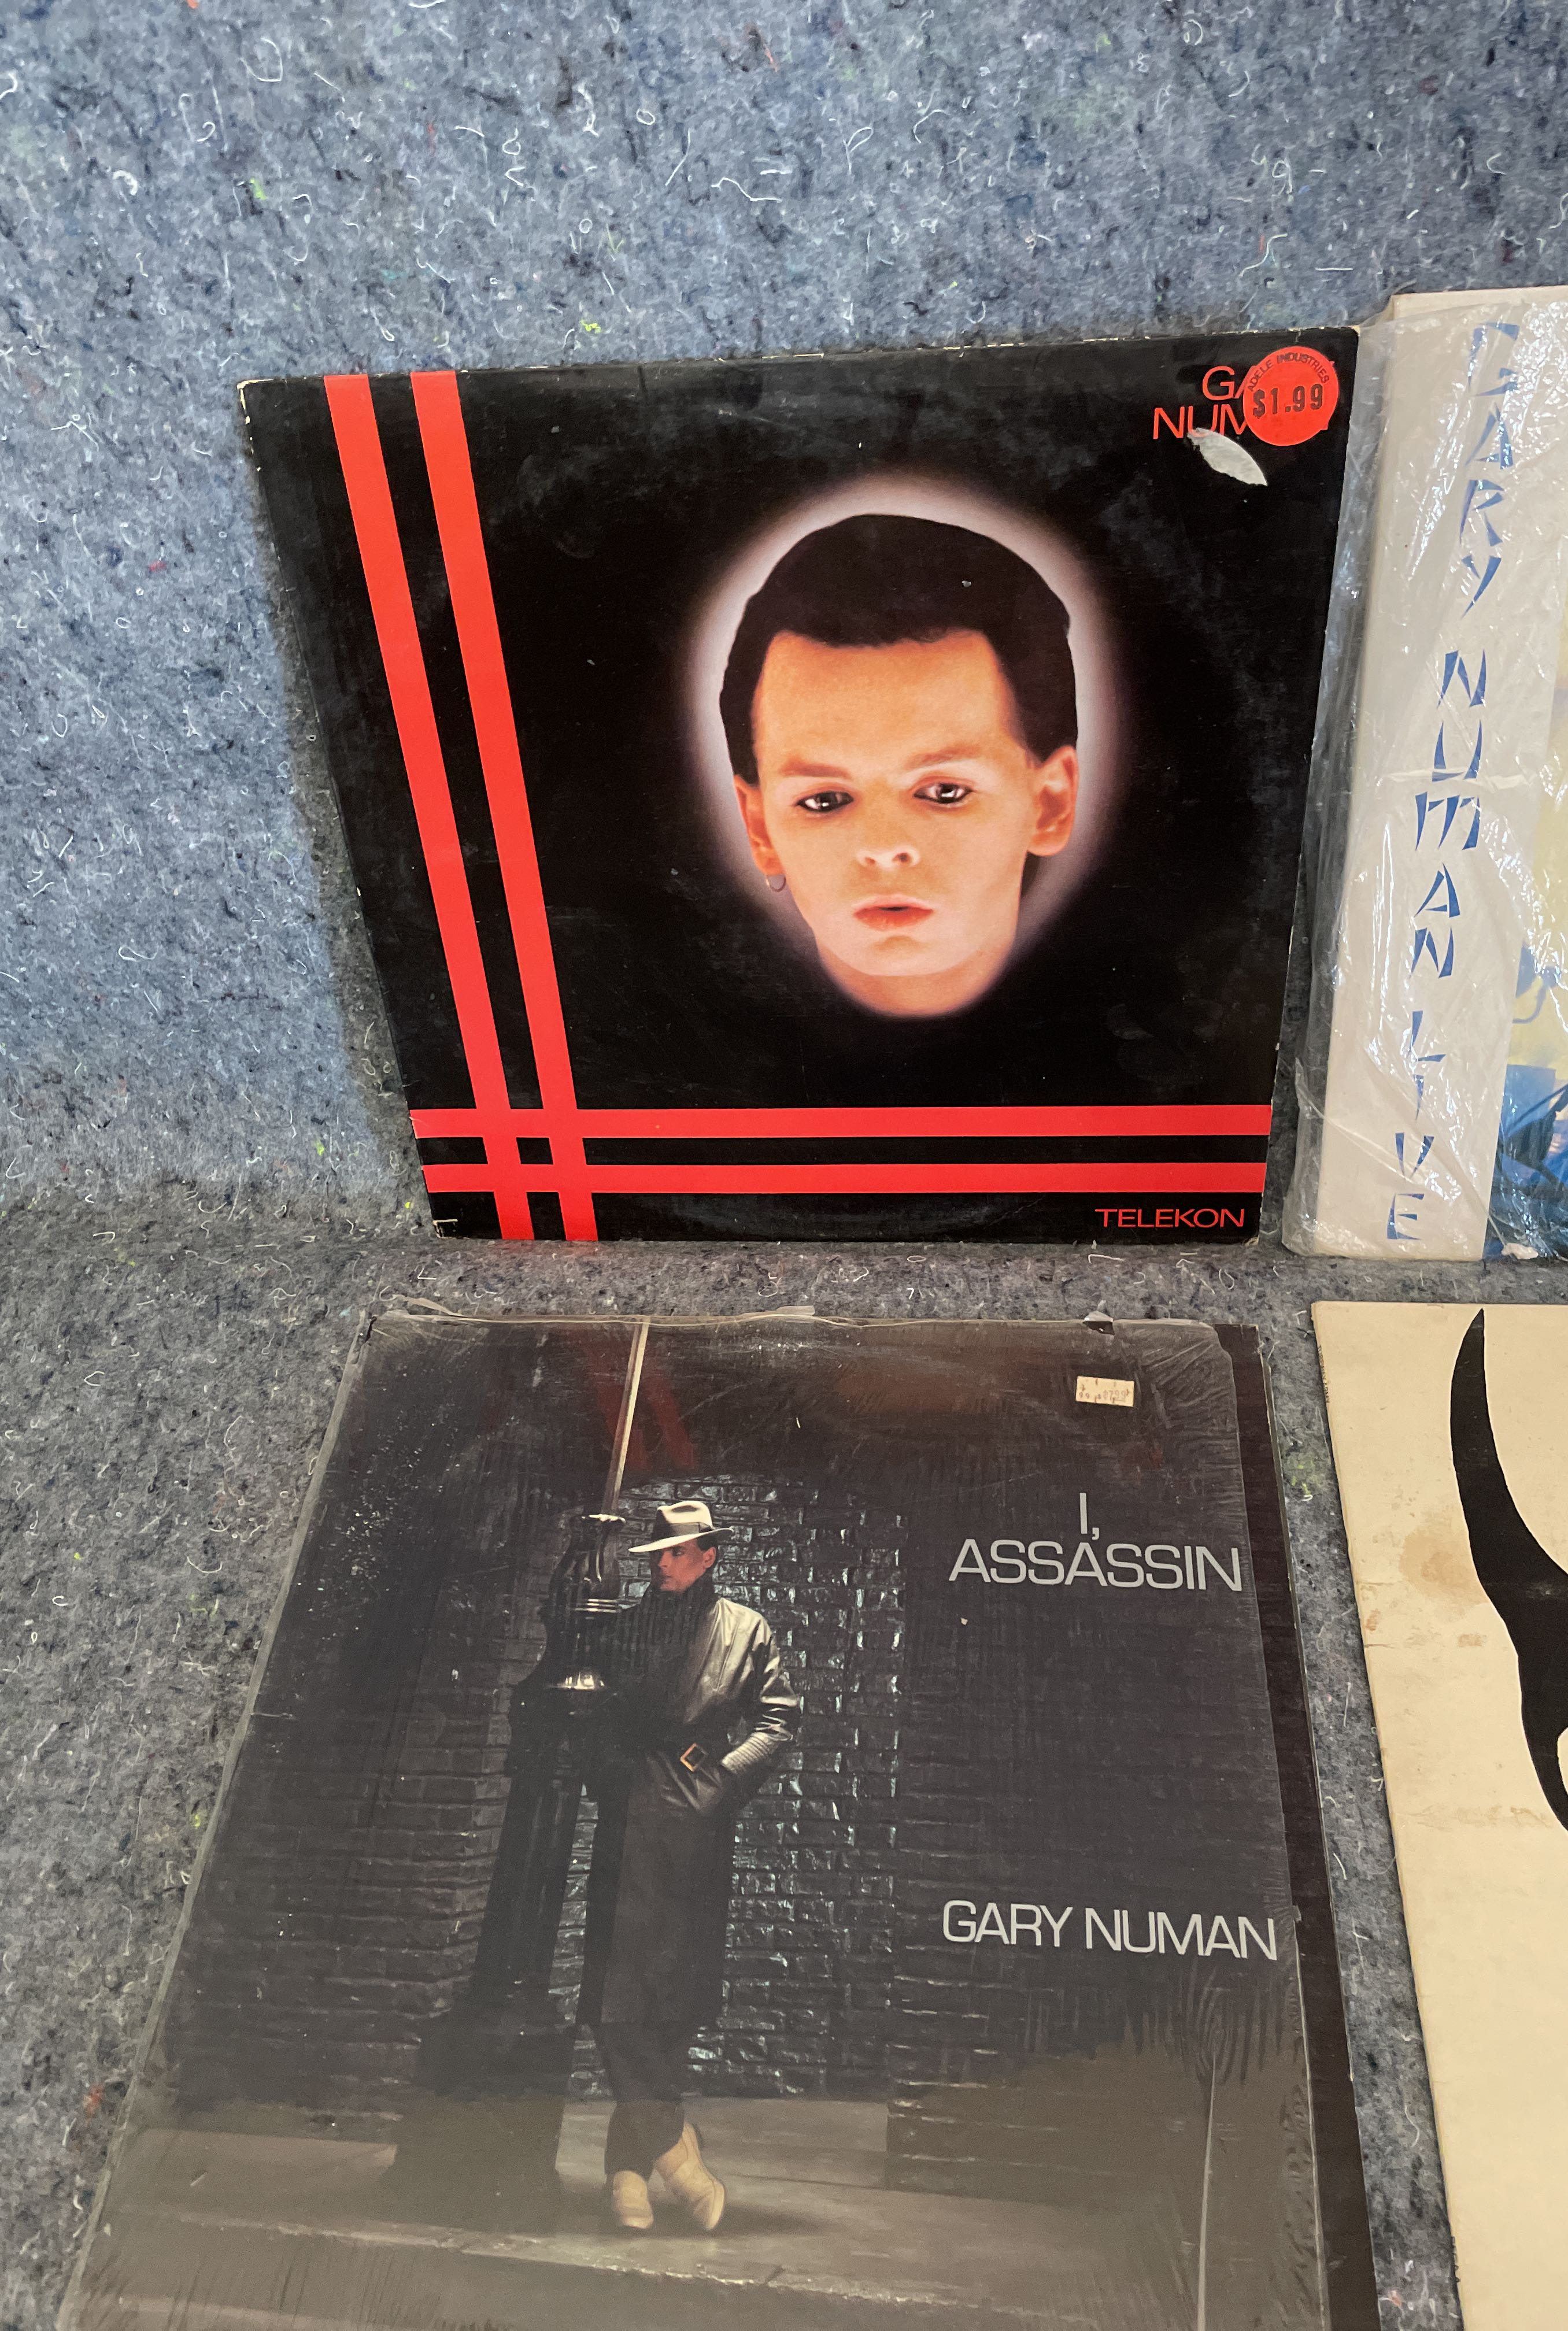 GA
NUM
ADELE INDUSTRIES
$1.99
TELEKON
GARY NUMAN LIVE
I,
ASSASSIN
GARY NUMAN